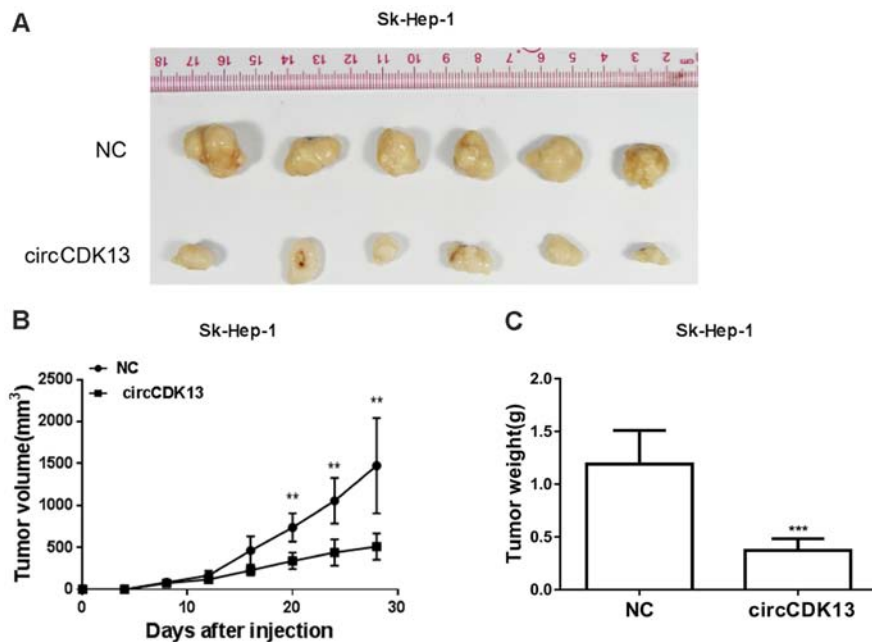 A
Sk-Hep-1
18 17 16 15 14 13 12 11 10 9 8 7 6 5 4 3 2 cm
NC
circCDK13
B
Sk-Hep-1
NC
circCDK13
Tumor volume(mm³)
2500
2000
1500
1000
500
0
**
**
**
0 10 20 30
Days after injection
C
Sk-Hep-1
Tumor weight(g)
2.0
1.5
1.0
0.5
0.0
***
NC circCDK13